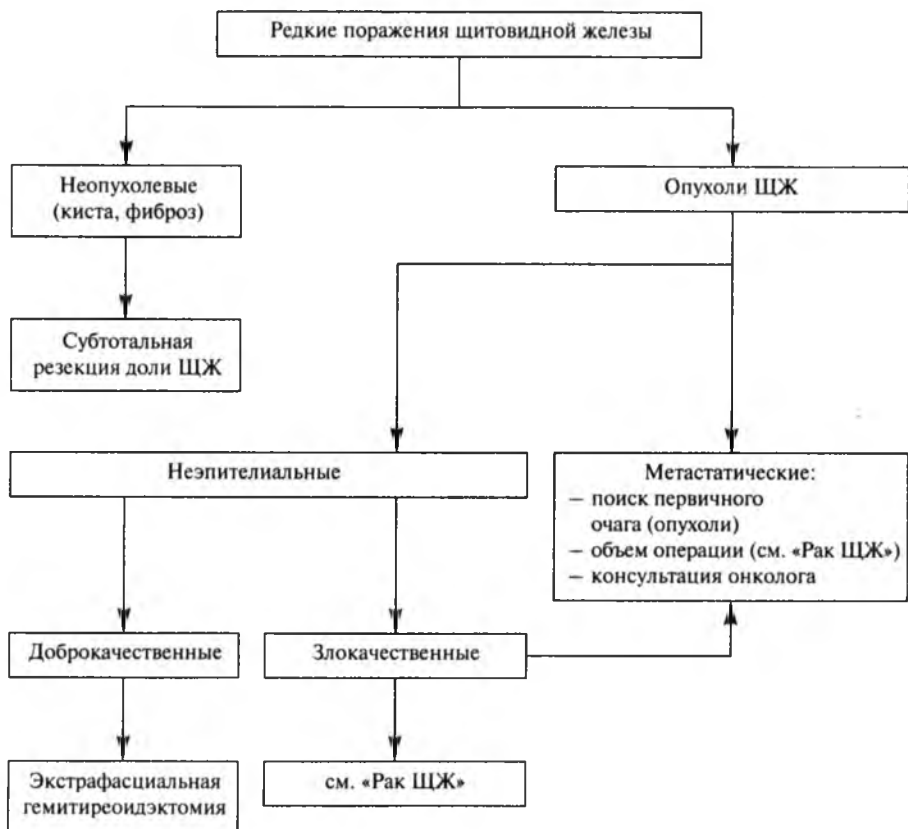 Редкие поражения щитовидной железы
Неопухолевые
(киста, фиброз)
Опухоли ЩЖ
Субтотальная
резекция доли ЩЖ
Неэпителиальные
Метастатические:
– поиск первичного
очага (опухоли)
– объем операции (см. «Рак ЩЖ»)
– консультация онколога
Доброкачественные
Злокачественные
Экстрафасциальная
гемитиреоидэктомия
см. «Рак ЩЖ»